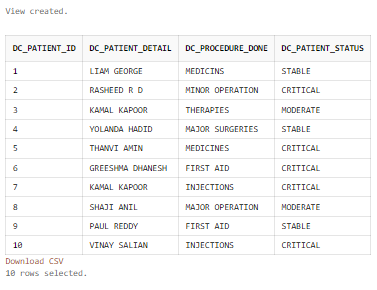 View created.
DC_PATIENT_ID DC_PATIENT_DETAIL DC_PROCEDURE_DONE DC_PATIENT_STATUS
1 LIAM GEORGE MEDICINS STABLE
2 RASHEED R D MINOR OPERATION CRITICAL
3 KAMAL KAPOOR THERAPIES MODERATE
4 YOLANDA HADID MAJOR SURGERIES STABLE
5 THANVI AMIN MEDICINES CRITICAL
6 GREESHMA DHANESH FIRST AID CRITICAL
7 KAMAL KAPOOR INJECTIONS CRITICAL
8 SHAJI ANIL MAJOR OPERATION MODERATE
9 PAUL REDDY FIRST AID STABLE
10 VINAY SALIAN INJECTIONS CRITICAL
Download CSV
10 rows selected.